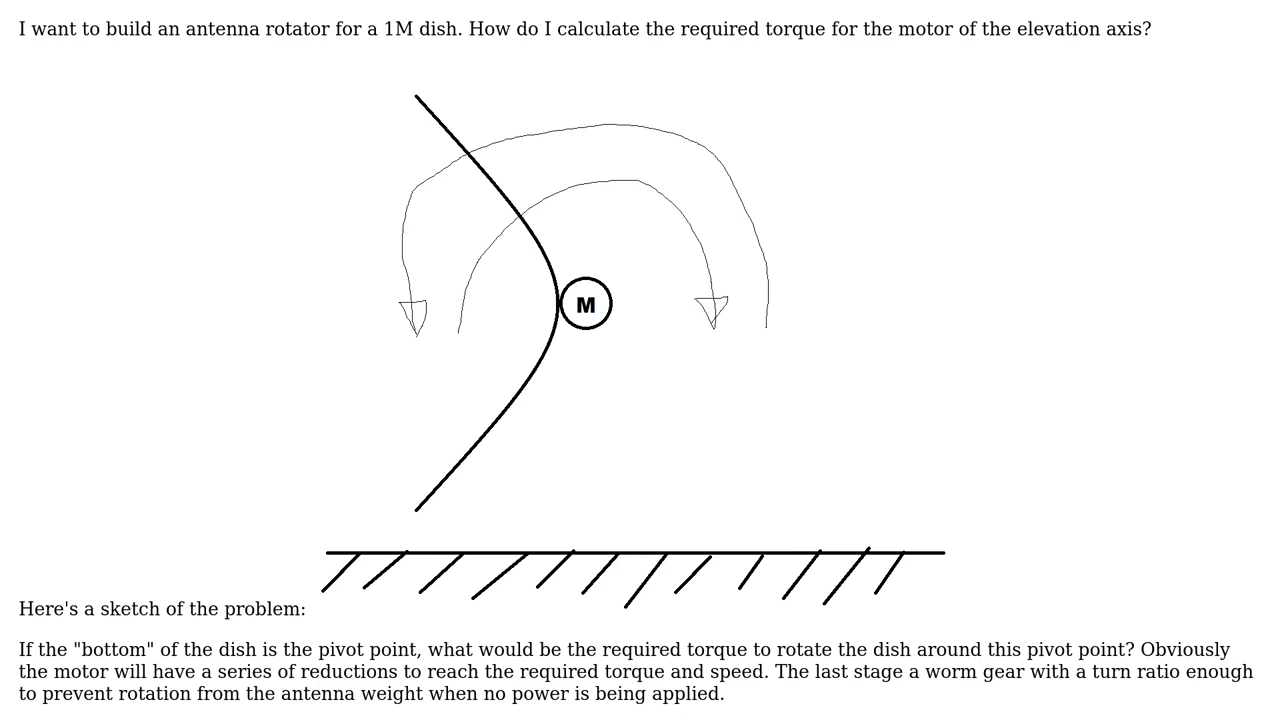 I want to build an antenna rotator for a 1M dish. How do I calculate the required torque for the motor of the elevation axis?
M
Here's a sketch of the problem:
If the "bottom" of the dish is the pivot point, what would be the required torque to rotate the dish around this pivot point? Obviously
the motor will have a series of reductions to reach the required torque and speed. The last stage a worm gear with a turn ratio enough
to prevent rotation from the antenna weight when no power is being applied.